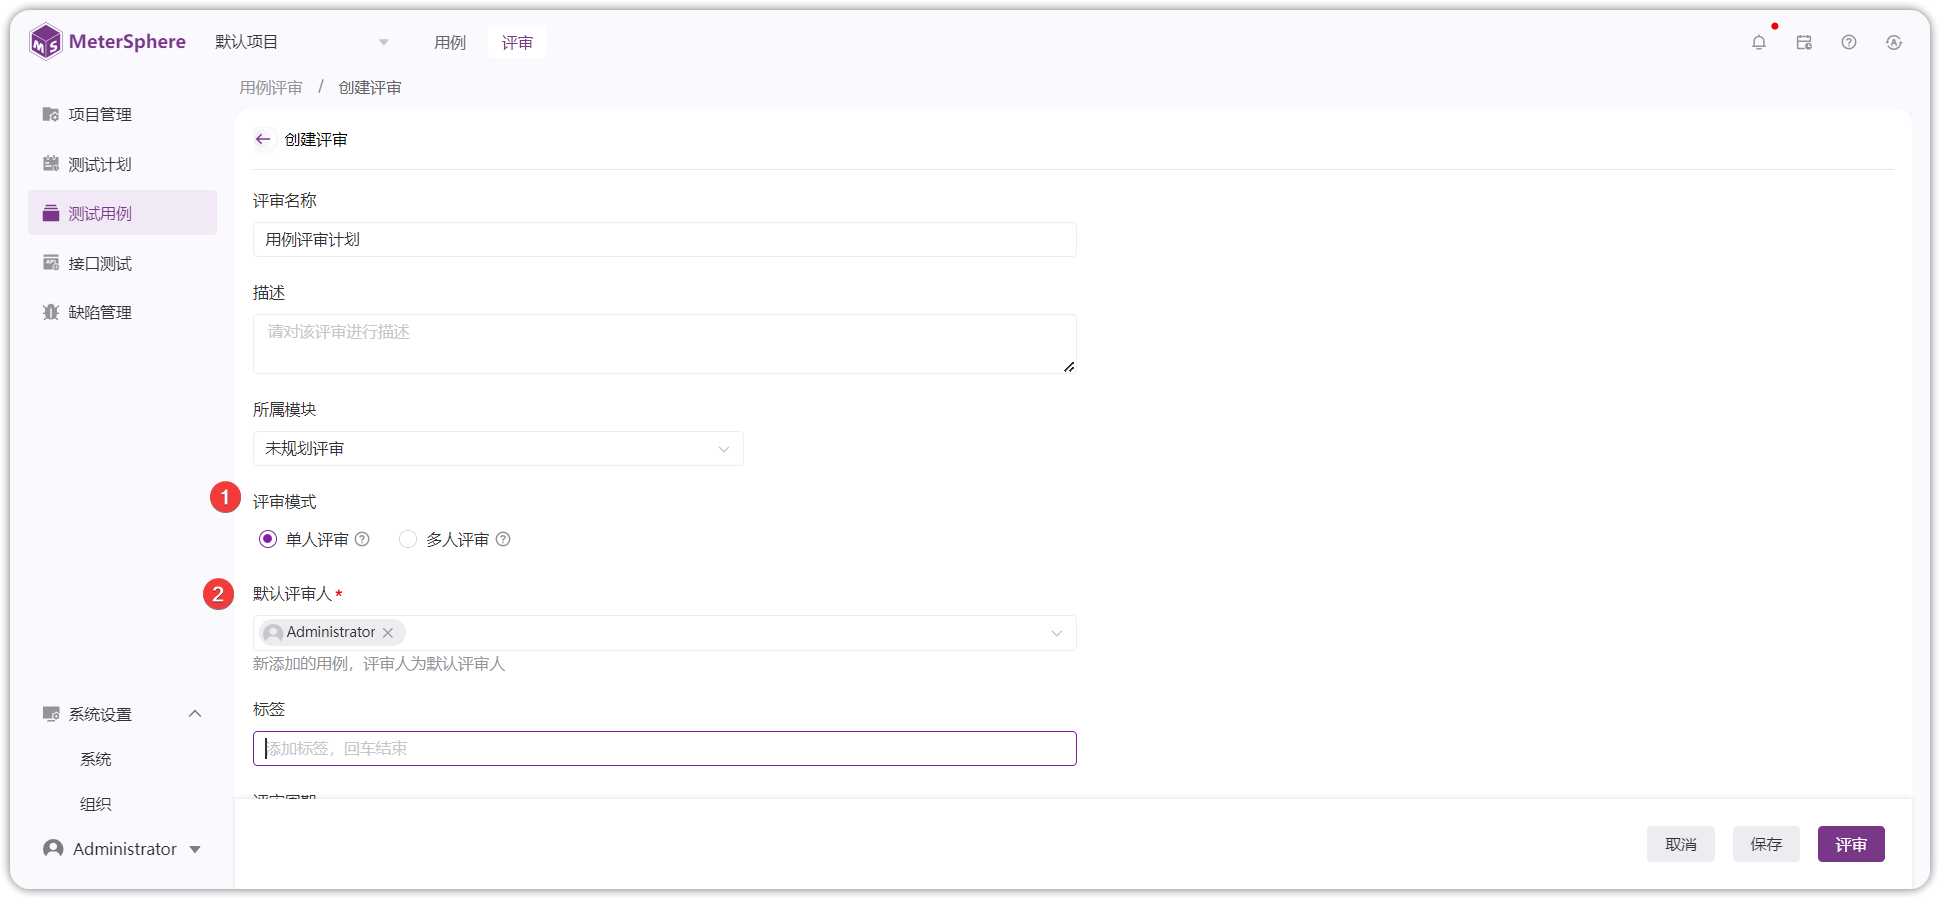 MeterSphere
默认项目
用例
评审
用例评审 / 创建评审
项目管理
测试计划
测试用例
接口测试
缺陷管理
系统设置
系统
组织
Administrator
创建评审
评审名称
用例评审计划
描述
请对该评审进行描述
所属模块
未规划评审
1
评审模式
单人评审
多人评审
2
默认评审人*
Administrator
新添加的用例，评审人为默认评审人
标签
添加标签，回车结束
评审周期
取消
保存
评审